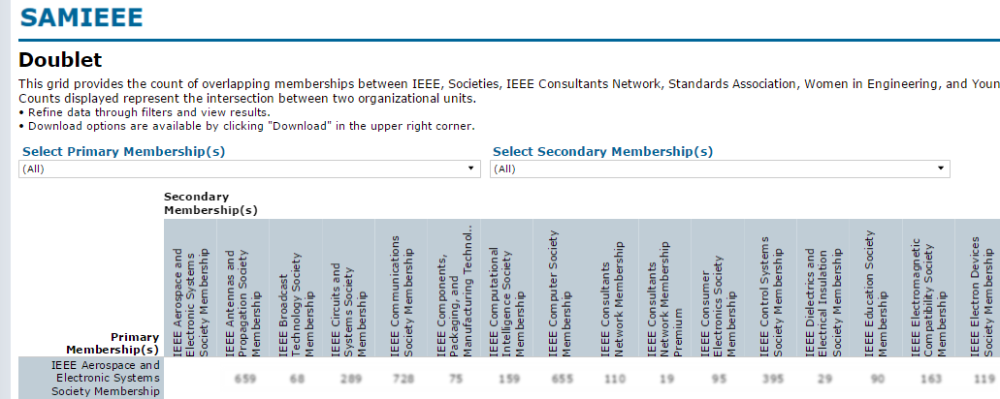 SAMIEEE
Doublet
This grid provides the count of overlapping memberships between IEEE, Societies, IEEE Consultants Network, Standards Association, Women in Engineering, and Youn
Counts displayed represent the intersection between two organizational units.
• Refine data through filters and view results.
• Download options are available by clicking "Download" in the upper right corner.
Select Primary Membership(s) Select Secondary Membership(s)
(All) (All)
Secondary
Membership(s)
IEEE Aerospace and
Electronic Systems
Society Membership
IEEE Antennas and
Propagation Society
Membership
IEEE Broadcast
Technology Society
Membership
IEEE Circuits and
Systems Society
Membership
IEEE Communications
Society Membership
IEEE Components,
Packaging, and
Manufacturing Technol..
IEEE Computational
Intelligence Society
Membership
IEEE Computer Society
Membership
IEEE Consultants
Network Membership
IEEE Consultants
Network Membership
Premium
IEEE Consumer
Electronics Society
Membership
IEEE Control Systems
Society Membership
IEEE Dielectrics and
Electrical Insulation
Society Membership
IEEE Education Society
Membership
IEEE Electromagnetic
Compatibility Society
Membership
IEEE Electron Devices
Society Membership
Primary
Membership(s)
IEEE Aerospace and
Electronic Systems
Society Membership
659 68 289 728 75 159 655 110 19 95 395 29 90 163 119